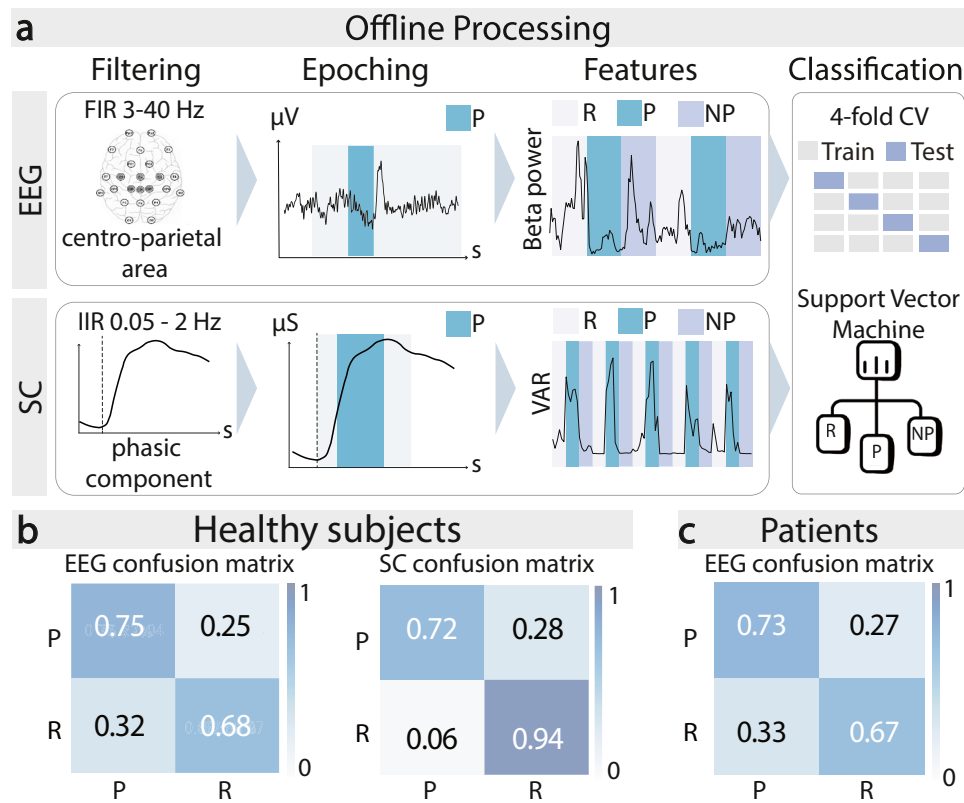 a Offline Processing
Filtering Epoching Features Classification
EEG
FIR 3-40 Hz
centro-parietal
area
μV
P
s
R P NP
Beta power
4-fold CV
Train Test
SC
IIR 0.05 - 2 Hz
s
phasic
component
μS
P
s
R P NP
VAR
Support Vector
Machine
R
P
NP
b Healthy subjects
EEG confusion matrix
P 0.75 0.25
R 0.32 0.68
P R
1
0
SC confusion matrix
0.72 0.28
0.06 0.94
P R
1
0
c Patients
EEG confusion matrix
P 0.73 0.27
R 0.33 0.67
P R
1
0